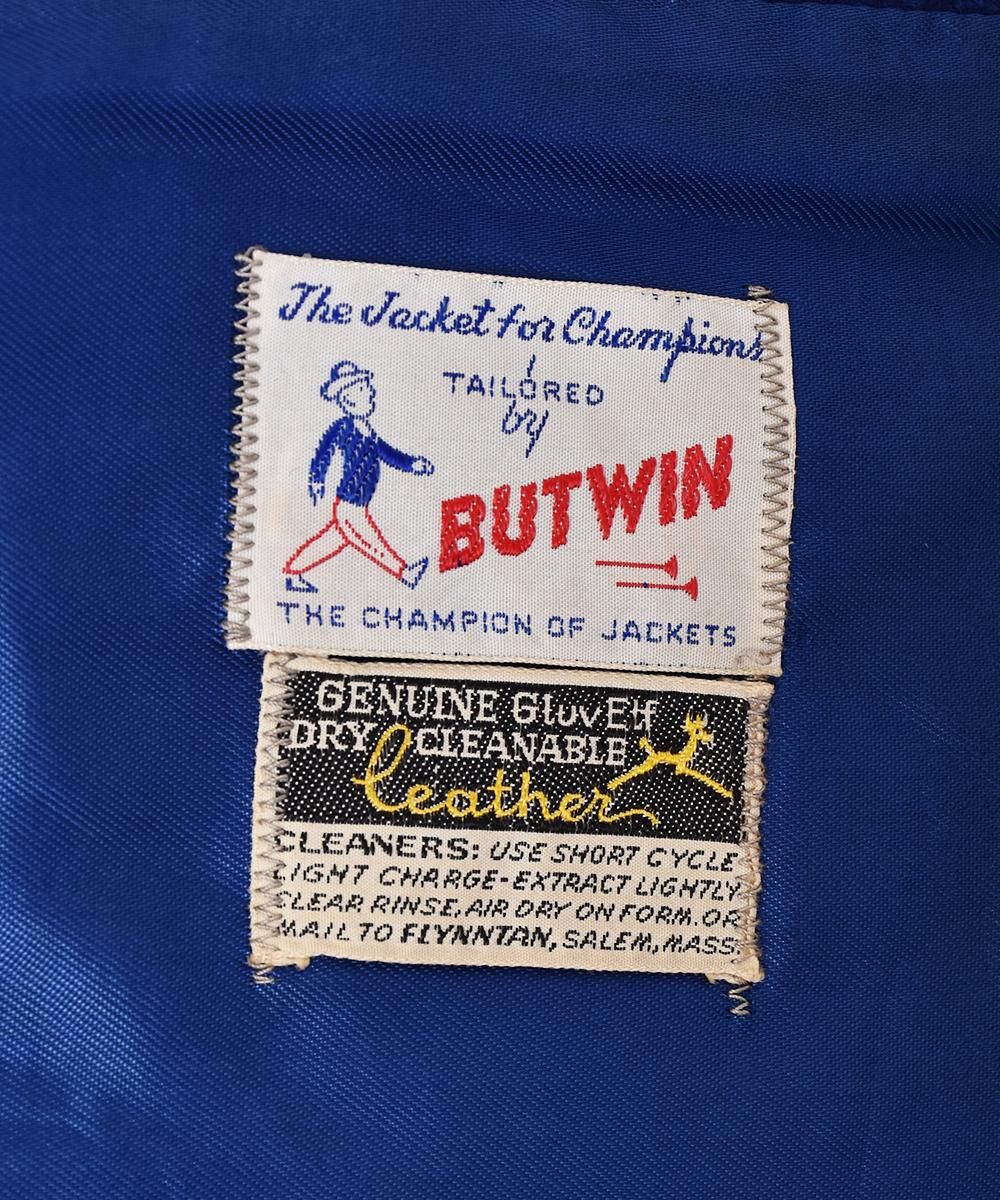 The Jacket for Champions
TAILORED
by
BUTWIN
THE CHAMPION OF JACKETS
GENUINE GluvEtf
DRY CLEANABLE
leather
CLEANERS: USE SHORT CYCLE
LIGHT CHARGE-EXTRACT LIGHTLY
CLEAR RINSE, AIR DRY ON FORM. OR
MAIL TO FLYNNTAN, SALEM, MASS.